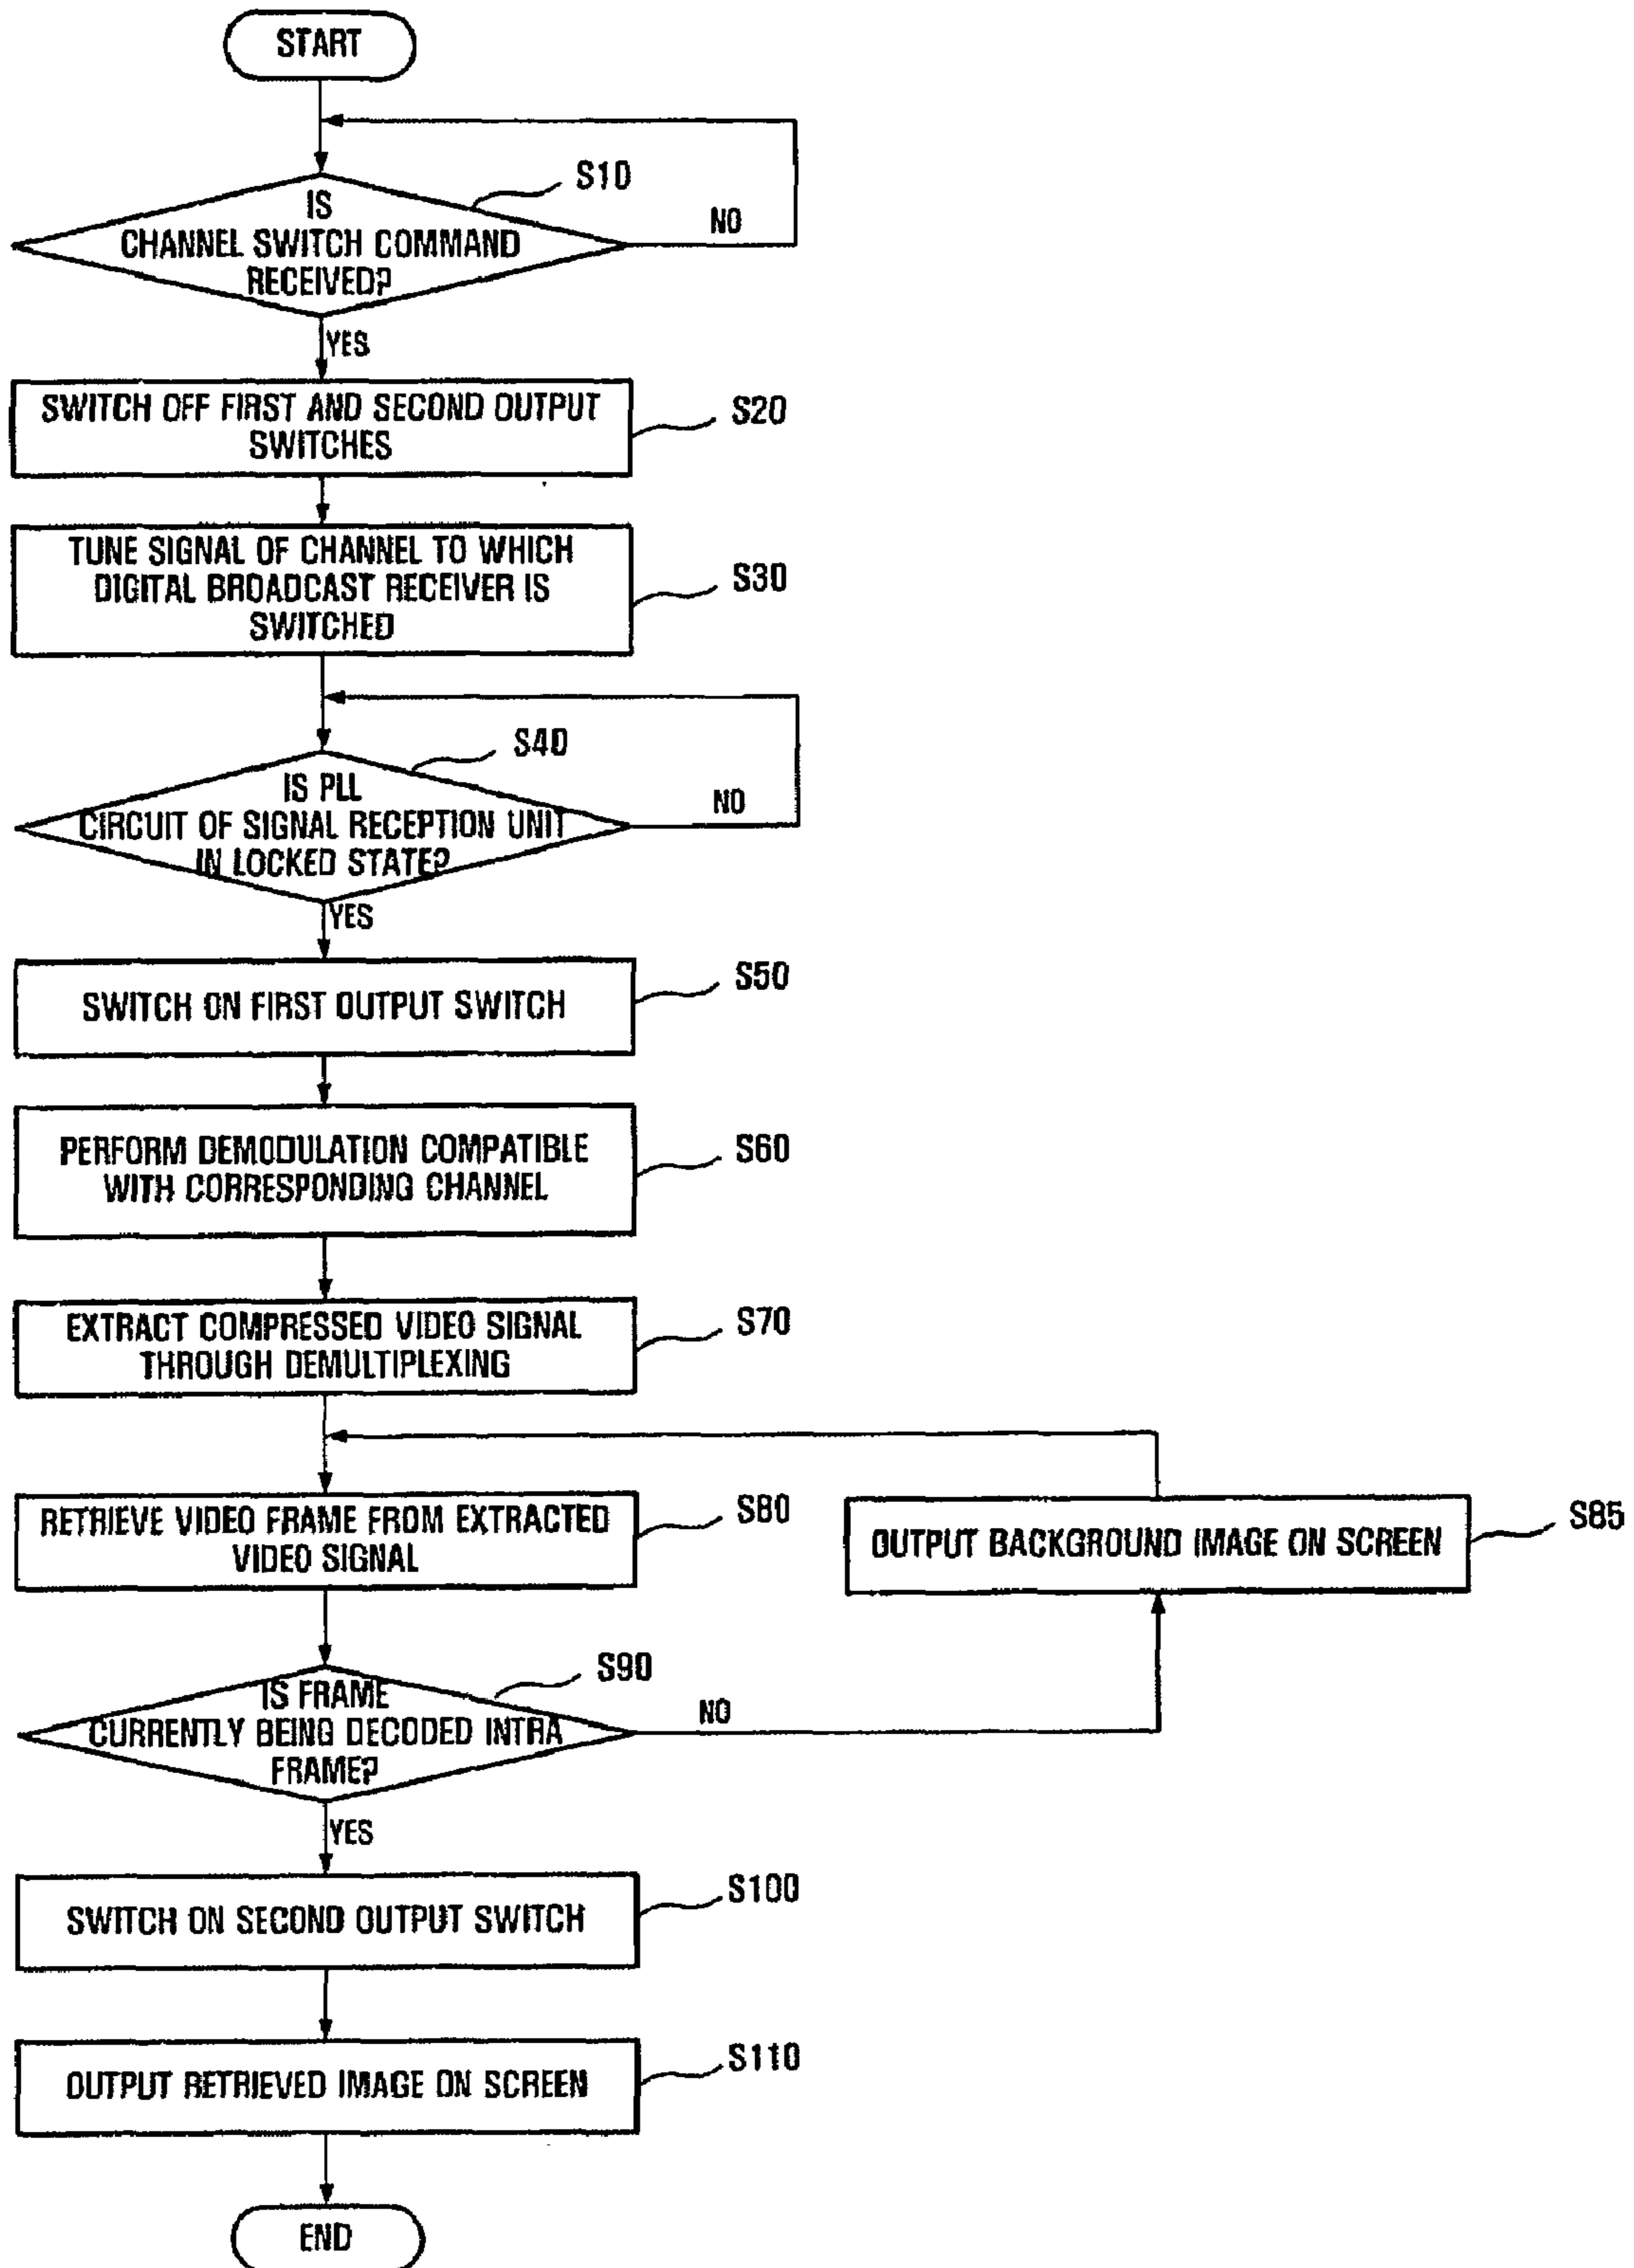 START
S10
IS
CHANNEL SWITCH COMMAND
RECEIVED?
NO
YES
SWITCH OFF FIRST AND SECOND OUTPUT
SWITCHES
S20
TUNE SIGNAL OF CHANNEL TO WHICH
DIGITAL BROADCAST RECEIVER IS
SWITCHED
S30
S40
IS PLL
CIRCUIT OF SIGNAL RECEPTION UNIT
IN LOCKED STATE?
NO
YES
SWITCH ON FIRST OUTPUT SWITCH
S50
PERFORM DEMODULATION COMPATIBLE
WITH CORRESPONDING CHANNEL
S60
EXTRACT COMPRESSED VIDEO SIGNAL
THROUGH DEMULTIPLEXING
S70
RETRIEVE VIDEO FRAME FROM EXTRACTED
VIDEO SIGNAL
S80
OUTPUT BACKGROUND IMAGE ON SCREEN
S85
S90
IS FRAME
CURRENTLY BEING DECODED INTRA
FRAME?
NO
YES
SWITCH ON SECOND OUTPUT SWITCH
S100
OUTPUT RETRIEVED IMAGE ON SCREEN
S110
END